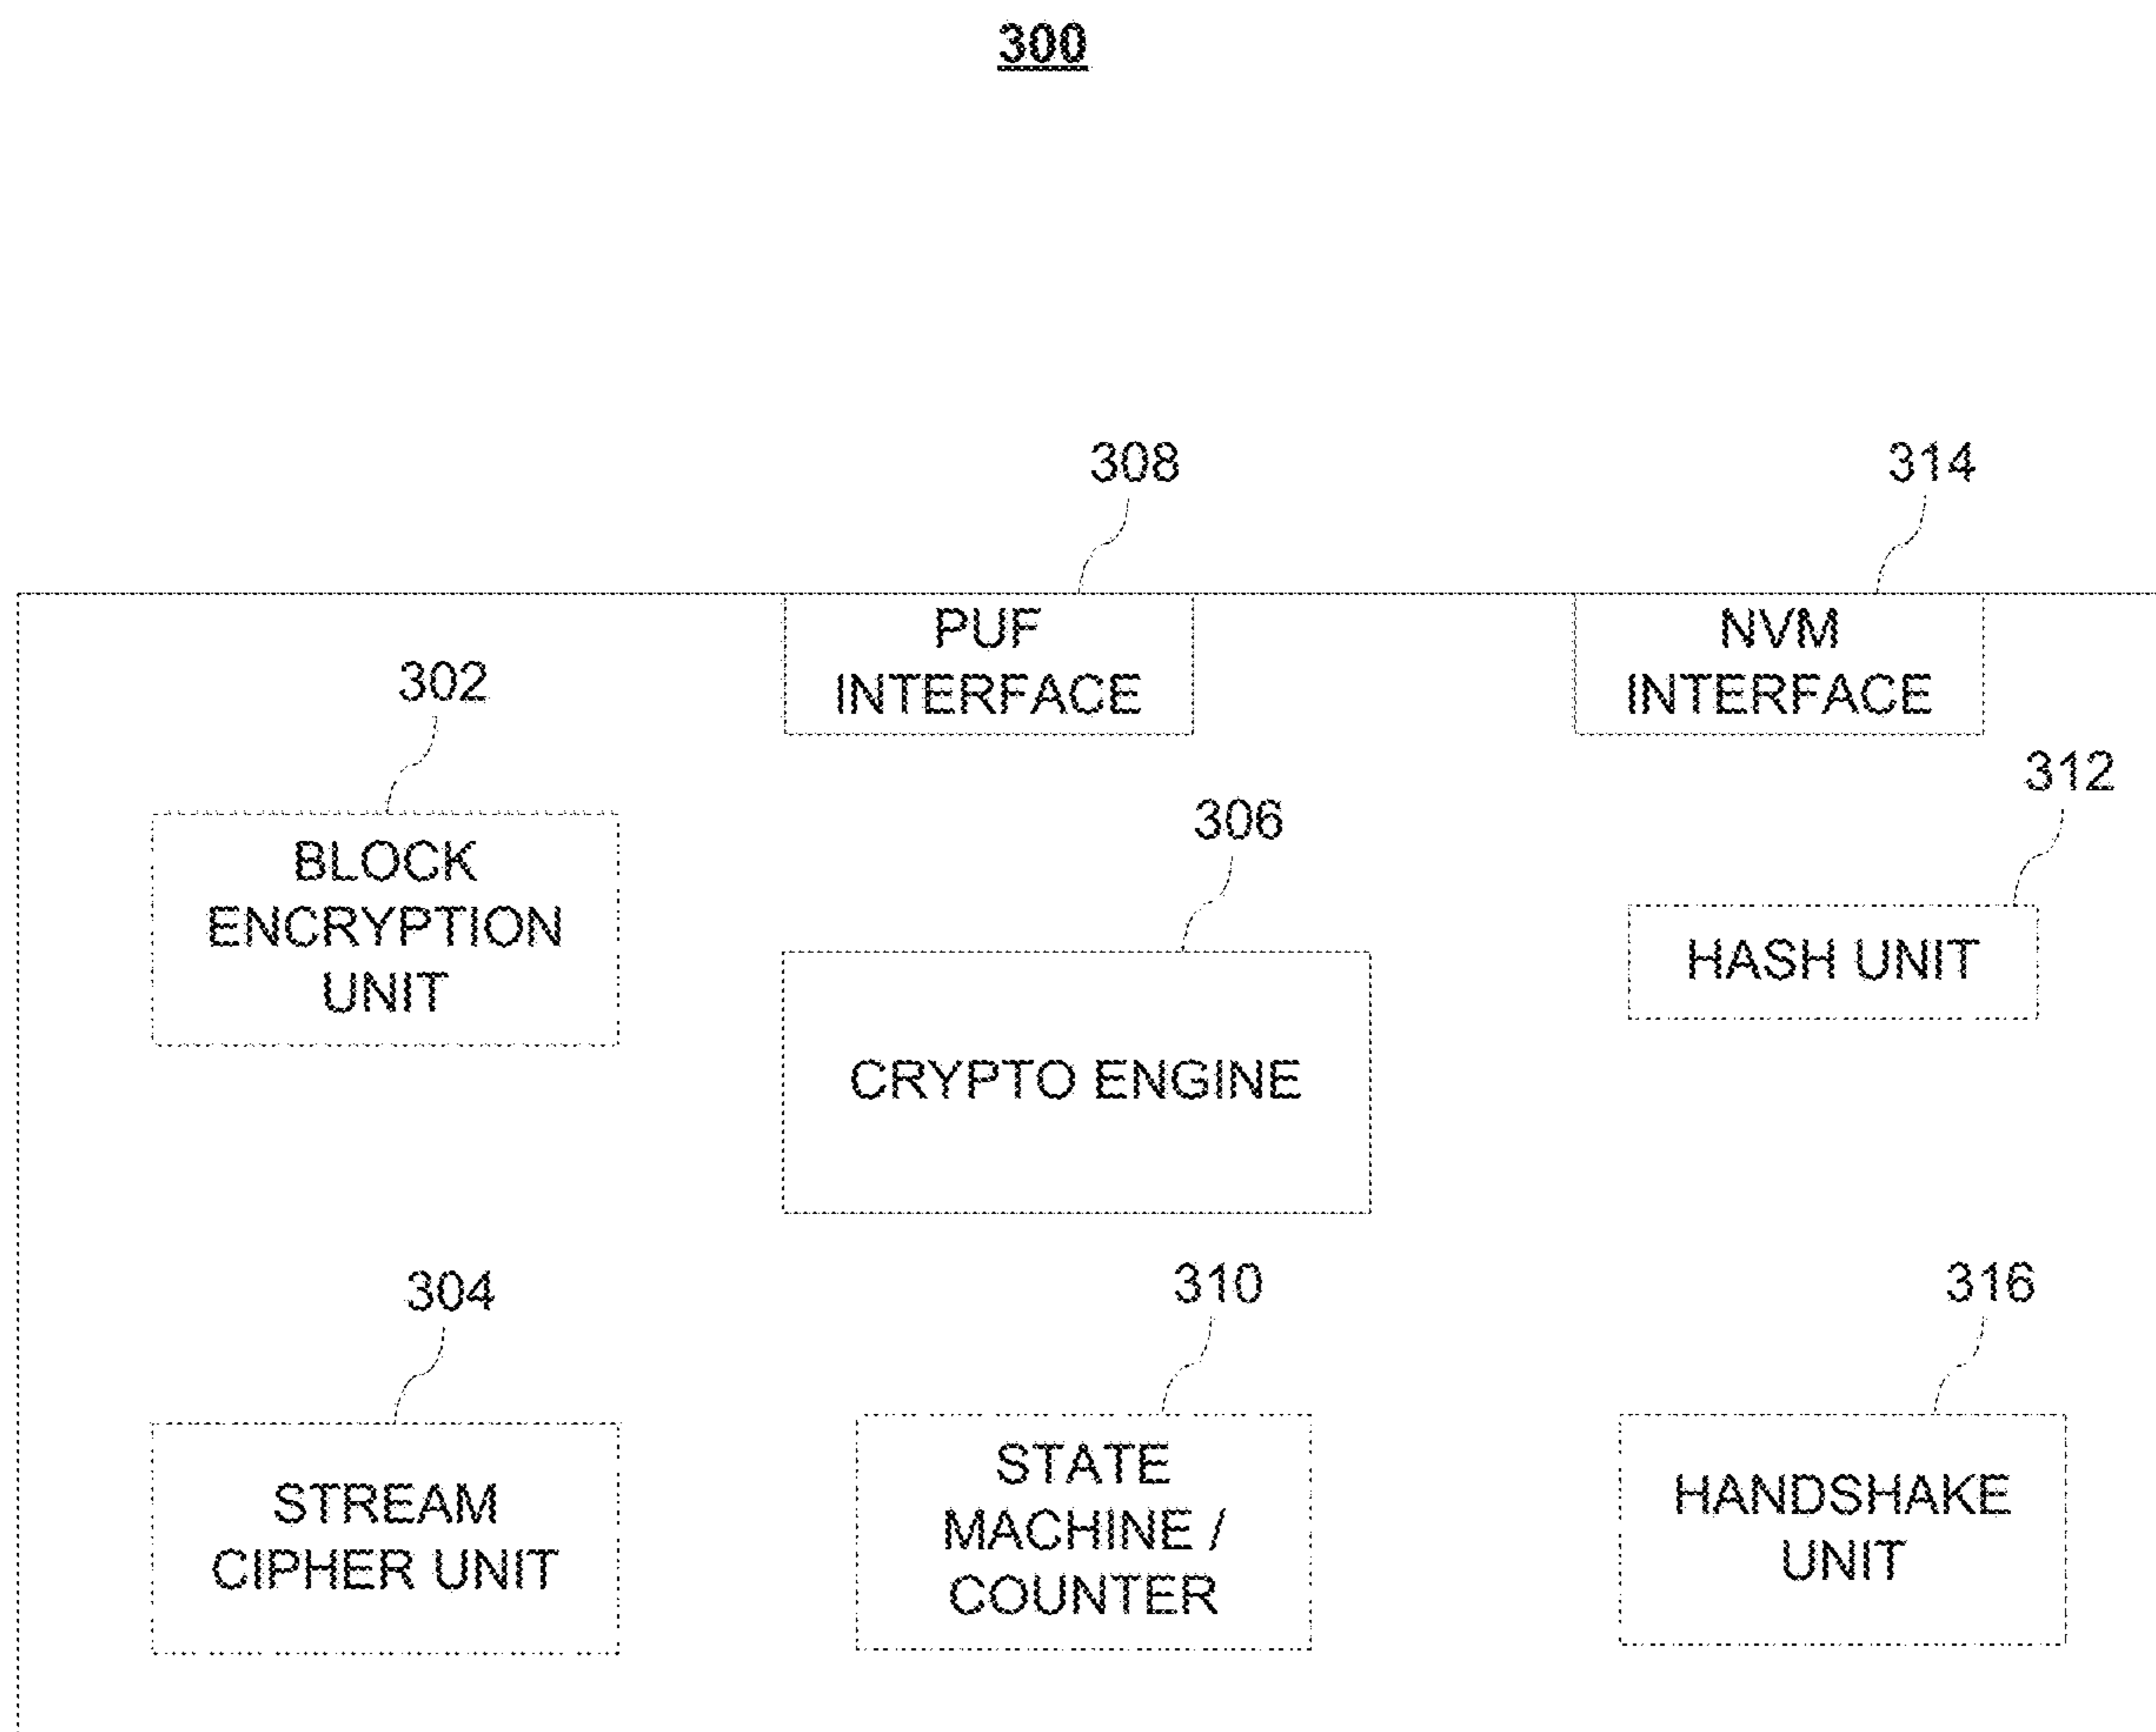 300
308
314
PUF
INTERFACE
NVM
INTERFACE
302
312
306
BLOCK
ENCRYPTION
UNIT
HASH UNIT
CRYPTO ENGINE
304
310
316
STREAM
CIPHER UNIT
STATE
MACHINE /
COUNTER
HANDSHAKE
UNIT